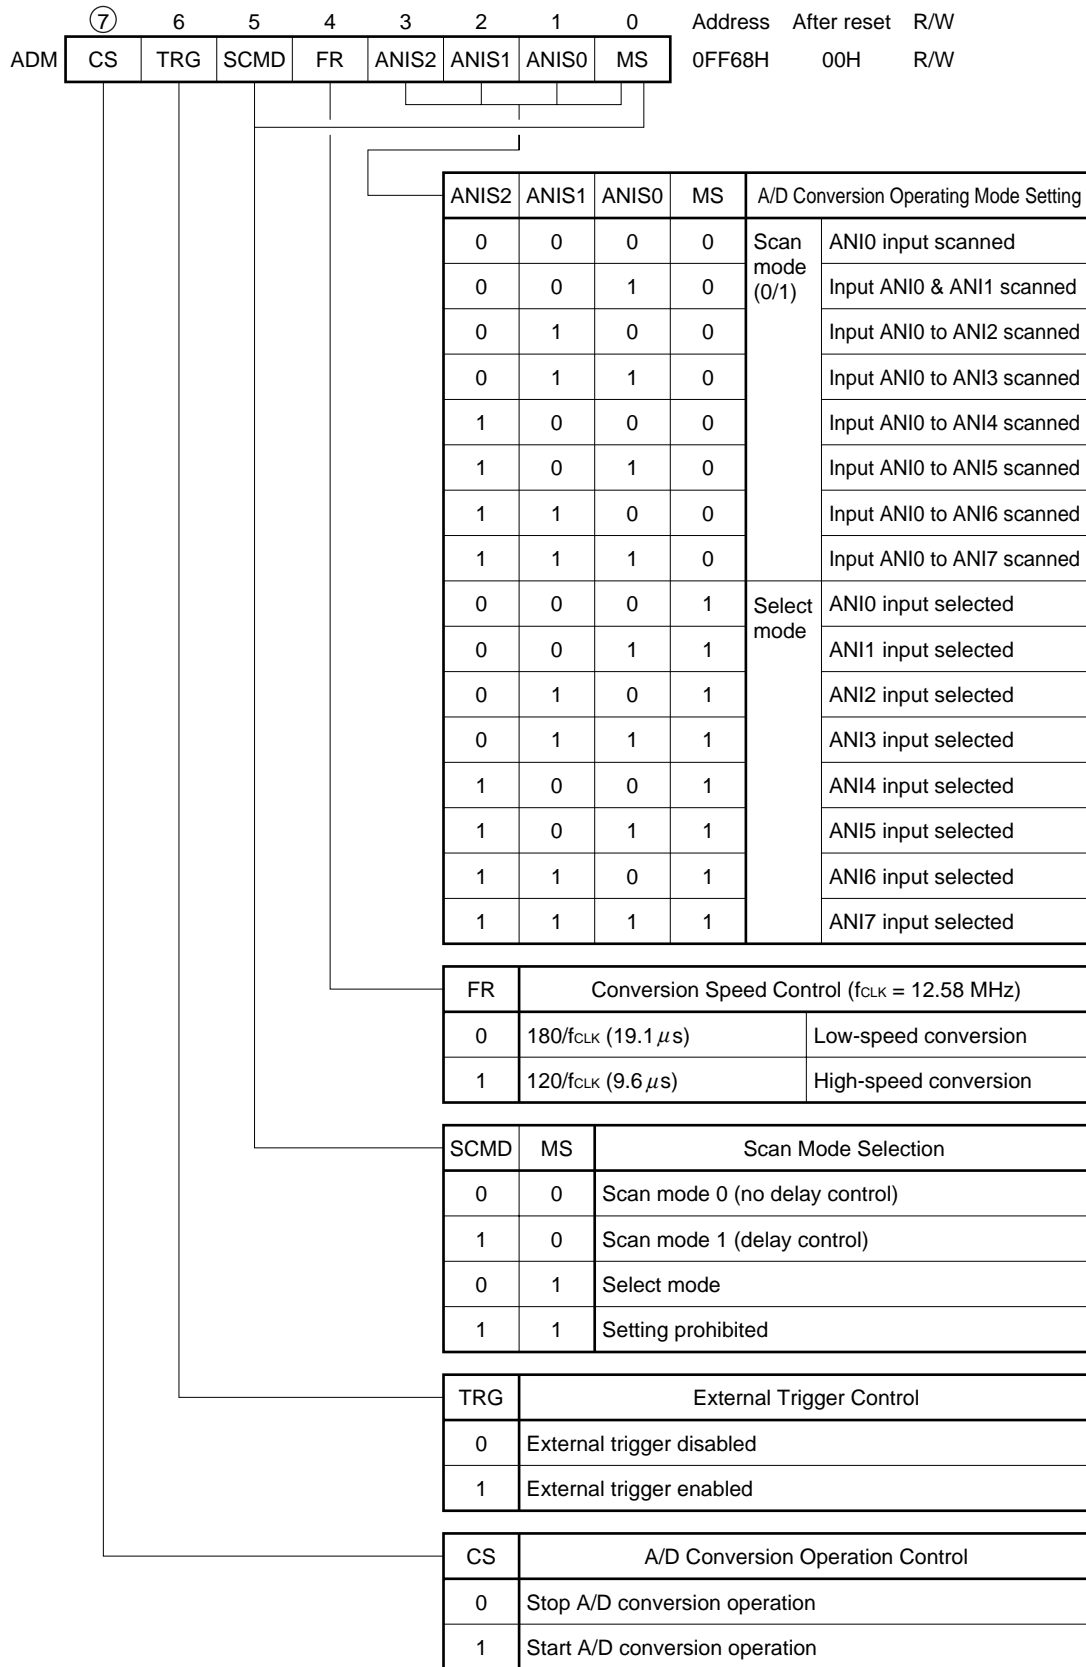 7 6 5 4 3 2 1 0 Address After reset R/W
ADM CS TRG SCMD FR ANIS2 ANIS1 ANIS0 MS 0FF68H 00H R/W
ANIS2 ANIS1 ANIS0 MS A/D Conversion Operating Mode Setting
0 0 0 0 Scan mode (0/1) ANI0 input scanned
0 0 1 0 Input ANI0 & ANI1 scanned
0 1 0 0 Input ANI0 to ANI2 scanned
0 1 1 0 Input ANI0 to ANI3 scanned
1 0 0 0 Input ANI0 to ANI4 scanned
1 0 1 0 Input ANI0 to ANI5 scanned
1 1 0 0 Input ANI0 to ANI6 scanned
1 1 1 0 Input ANI0 to ANI7 scanned
0 0 0 1 Select mode ANI0 input selected
0 0 1 1 ANI1 input selected
0 1 0 1 ANI2 input selected
0 1 1 1 ANI3 input selected
1 0 0 1 ANI4 input selected
1 0 1 1 ANI5 input selected
1 1 0 1 ANI6 input selected
1 1 1 1 ANI7 input selected
FR Conversion Speed Control (fCLK = 12.58 MHz)
0 180/fCLK (19.1 μs) Low-speed conversion
1 120/fCLK (9.6 μs) High-speed conversion
SCMD MS Scan Mode Selection
0 0 Scan mode 0 (no delay control)
1 0 Scan mode 1 (delay control)
0 1 Select mode
1 1 Setting prohibited
TRG External Trigger Control
0 External trigger disabled
1 External trigger enabled
CS A/D Conversion Operation Control
0 Stop A/D conversion operation
1 Start A/D conversion operation